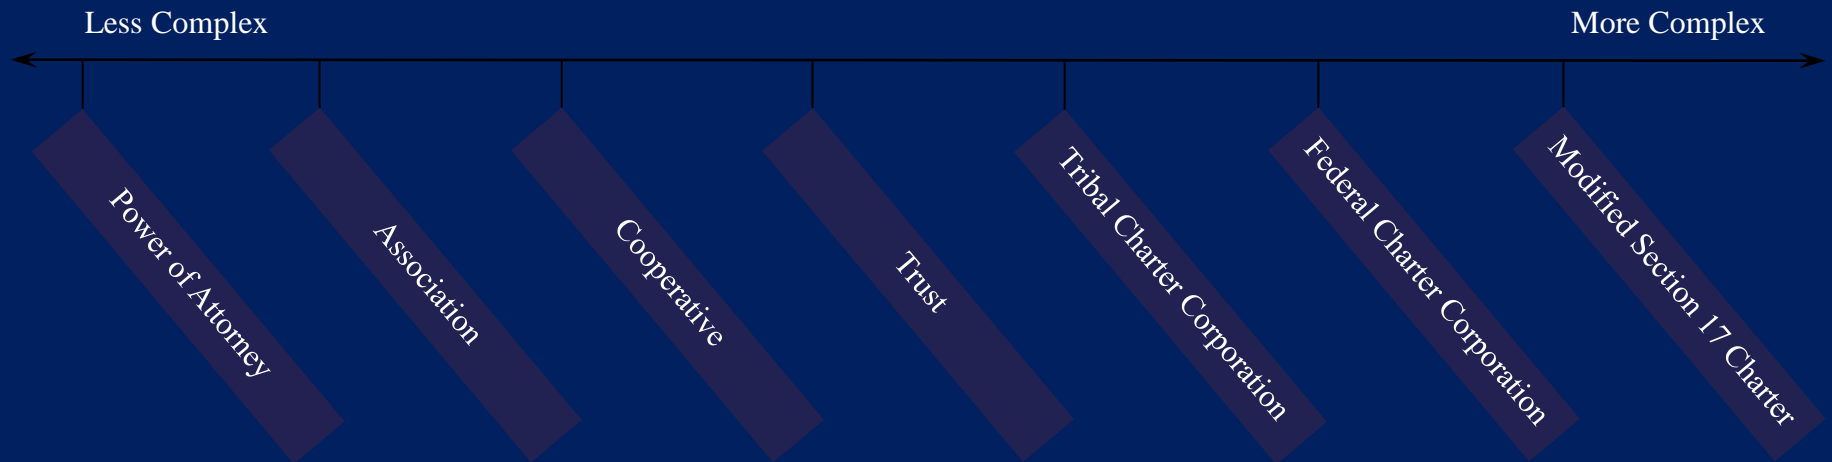 Less Complex
More Complex
Power of Attorney
Association
Cooperative
Trust
Tribal Charter Corporation
Federal Charter Corporation
Modified Section 17 Charter